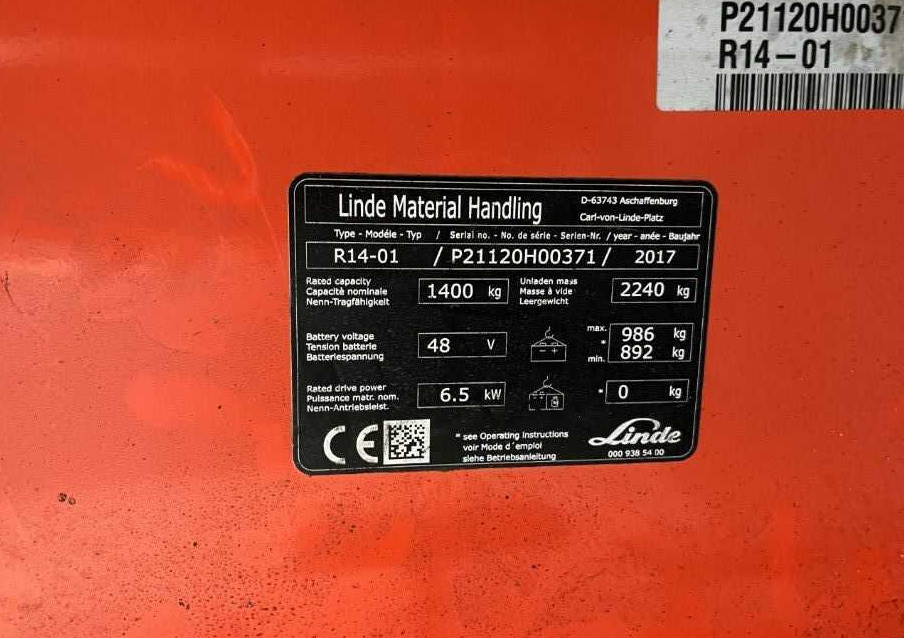 P21120H0037
R14-01
Linde Material Handling
D-63743 Aschaffenburg
Carl-von-Linde-Platz
Type - Modéle - Typ / Serial no. - No. de série - Serien-Nr. / year - anée - Baujahr
R14-01 / P21120H00371 / 2017
Rated capacity
Capacité nominale
Nenn-Tragfähigkeit
1400 kg
Unladen mass
Masse à vide
Leergewicht
2240 kg
Battery voltage
Tension batterie
Batteriespannung
48 V
max. 986 kg
*
min. 892 kg
Rated drive power
Puissance matr. nom.
Nenn-Antriebsleist.
6.5 kW
* 0 kg
CE
* see Operating Instructions
voir Mode d'emploi
siehe Betriebsanleitung
Linde
000 938 54 00